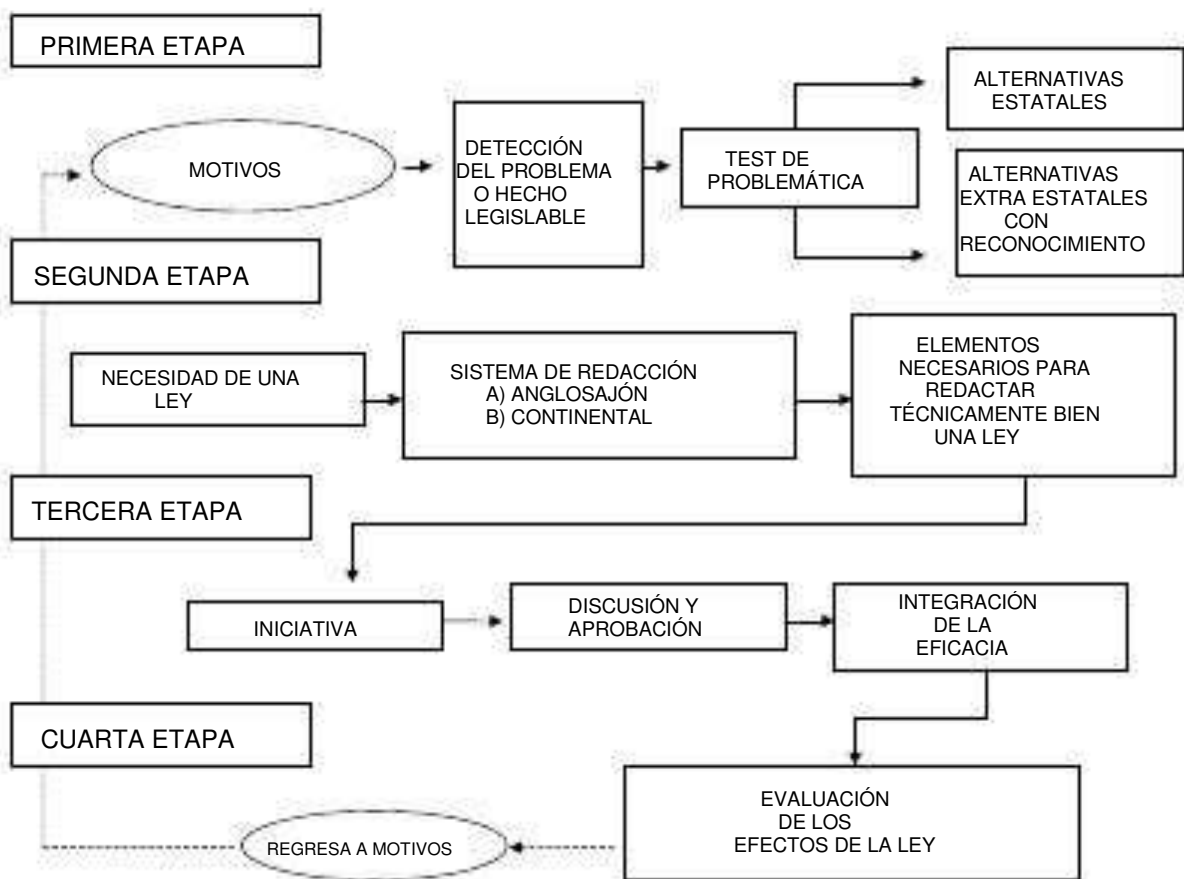 PRIMERA ETAPA
MOTIVOS
DETECCIÓN
DEL PROBLEMA
O HECHO
LEGISLABLE
TEST DE
PROBLEMÁTICA
ALTERNATIVAS
ESTATALES
ALTERNATIVAS
EXTRA ESTATALES
CON
RECONOCIMIENTO
SEGUNDA ETAPA
NECESIDAD DE UNA
LEY
SISTEMA DE REDACCIÓN
A) ANGLOSAJÓN
B) CONTINENTAL
ELEMENTOS
NECESARIOS PARA
REDACTAR
TÉCNICAMENTE BIEN
UNA LEY
TERCERA ETAPA
INICIATIVA
DISCUSIÓN Y
APROBACIÓN
INTEGRACIÓN
DE LA
EFICACIA
CUARTA ETAPA
EVALUACIÓN
DE LOS
EFECTOS DE LA LEY
REGRESA A MOTIVOS